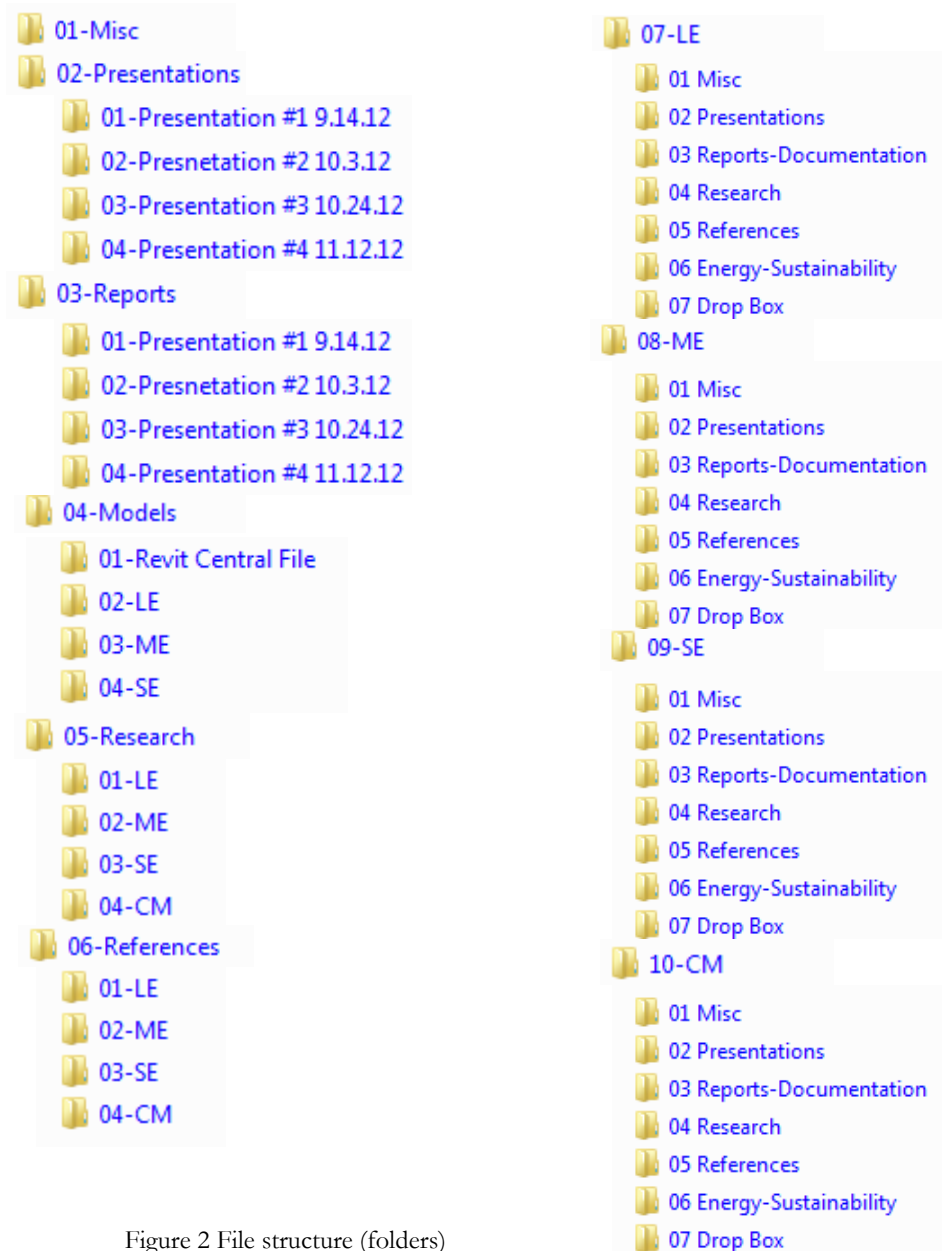 01-Misc
02-Presentations
01-Presentation #1 9.14.12
02-Presnetation #2 10.3.12
03-Presentation #3 10.24.12
04-Presentation #4 11.12.12
03-Reports
01-Presentation #1 9.14.12
02-Presnetation #2 10.3.12
03-Presentation #3 10.24.12
04-Presentation #4 11.12.12
04-Models
01-Revit Central File
02-LE
03-ME
04-SE
05-Research
01-LE
02-ME
03-SE
04-CM
06-References
01-LE
02-ME
03-SE
04-CM
07-LE
01 Misc
02 Presentations
03 Reports-Documentation
04 Research
05 References
06 Energy-Sustainability
07 Drop Box
08-ME
01 Misc
02 Presentations
03 Reports-Documentation
04 Research
05 References
06 Energy-Sustainability
07 Drop Box
09-SE
01 Misc
02 Presentations
03 Reports-Documentation
04 Research
05 References
06 Energy-Sustainability
07 Drop Box
10-CM
01 Misc
02 Presentations
03 Reports-Documentation
04 Research
05 References
06 Energy-Sustainability
07 Drop Box
Figure 2 File structure (folders)